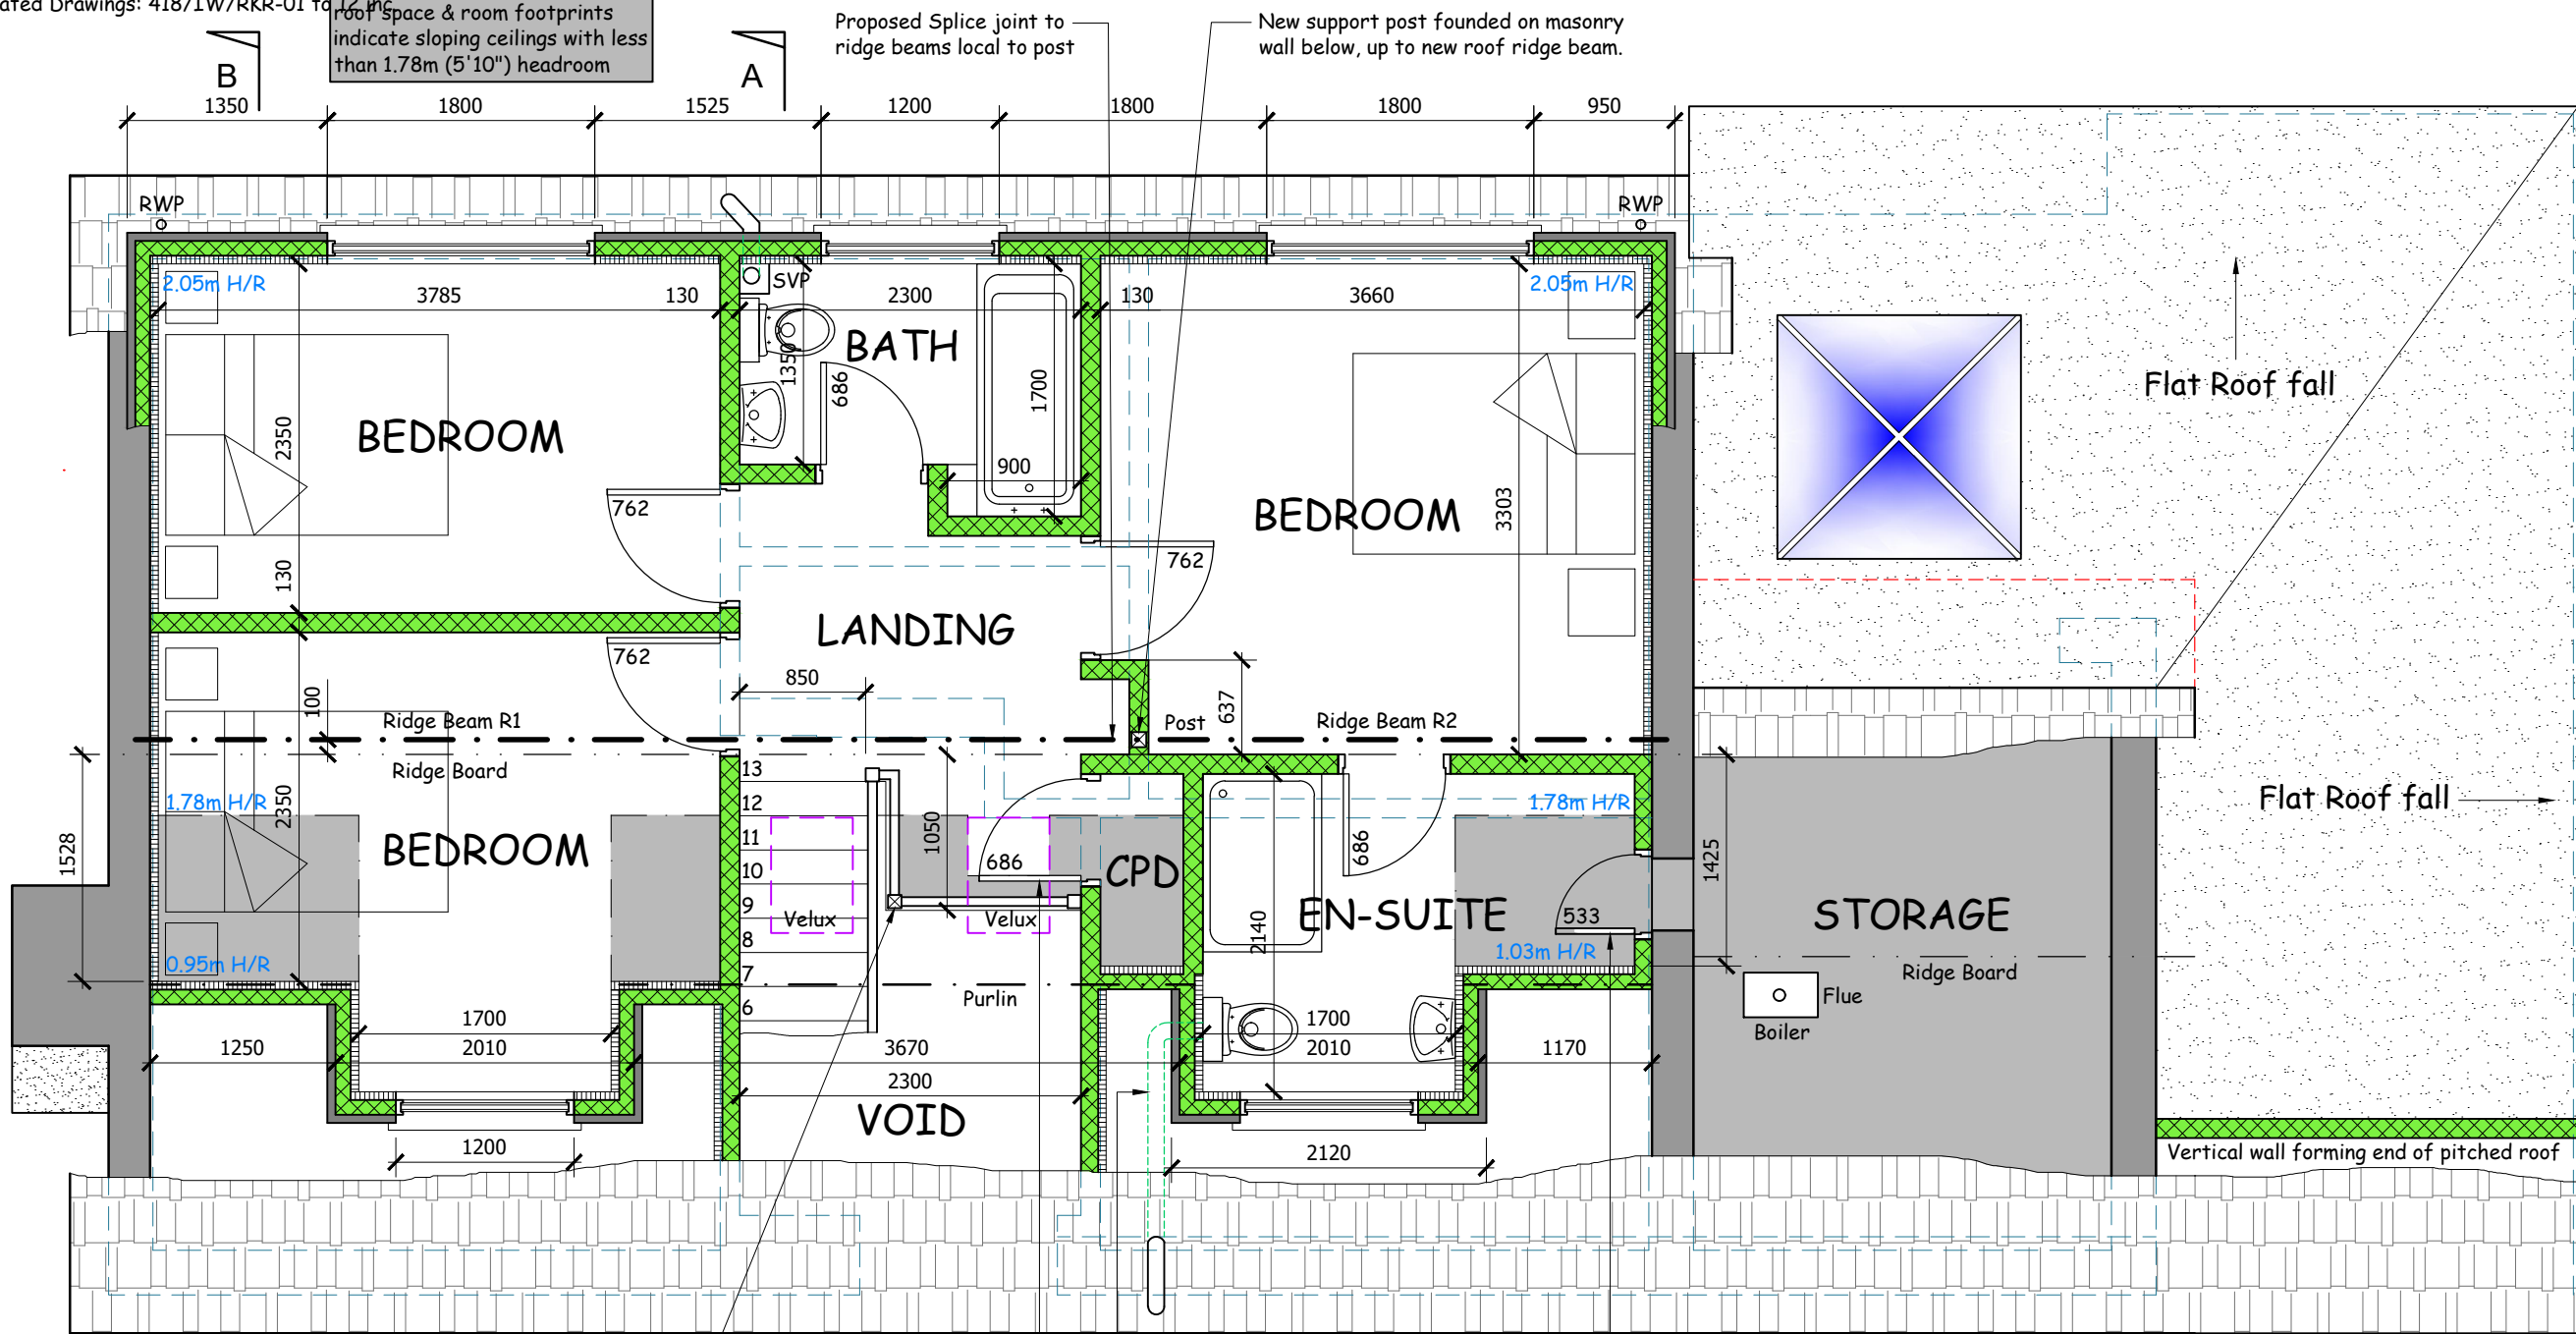 ated Drawings: 418/1W/RKR-01 to 12 inc.
roof space & room footprints
indicate sloping ceilings with less
than 1.78m (5'10") headroom
Proposed Splice joint to
ridge beams local to post
New support post founded on masonry
wall below, up to new roof ridge beam.
B
A
1350
1800
1525
1200
1800
1800
950
RWP
RWP
2.05m H/R
SVP
2.05m H/R
3785
130
2300
130
3660
BATH
1350
686
1700
Flat Roof fall
BEDROOM
2350
900
762
BEDROOM
3303
762
130
LANDING
762
850
100
637
Ridge Beam R1
Post
Ridge Beam R2
Ridge Board
13
12
11
10
9
8
7
6
1.78m H/R
2350
1.78m H/R
Flat Roof fall
BEDROOM
1528
1050
686
686
1425
CPD
Velux
Velux
EN-SUITE
533
STORAGE
2140
0.95m H/R
1.03m H/R
Ridge Board
Purlin
Flue
Boiler
1700
1700
1250
2010
3670
2010
1170
2300
VOID
1200
2120
Vertical wall forming end of pitched roof